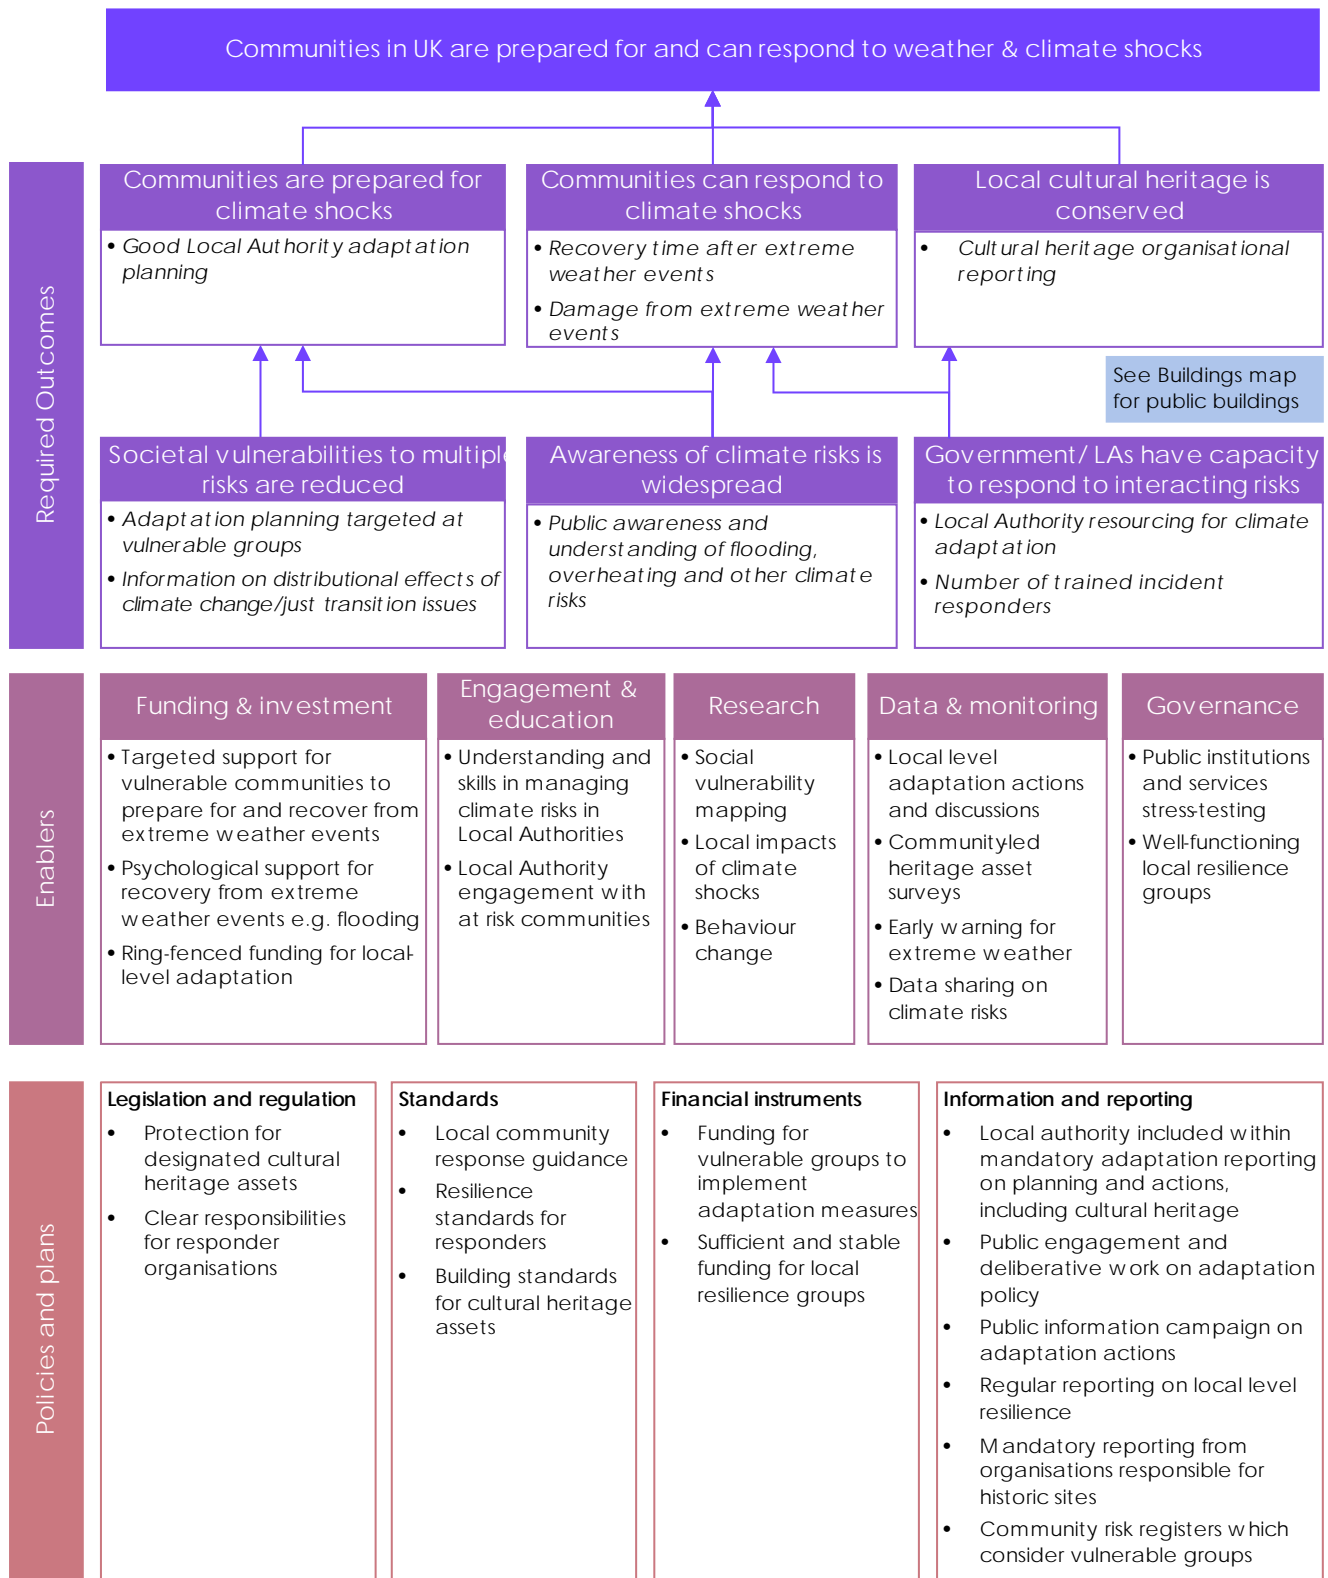 Communities in UK are prepared for and can respond to weather & climate shocks
Required Outcomes
Communities are prepared for
climate shocks
• Good Local Authority adaptation
planning
Communities can respond to
climate shocks
• Recovery time after extreme
weather events
• Damage from extreme weather
events
Local cultural heritage is
conserved
• Cultural heritage organisational
reporting
See Buildings map
for public buildings
Societal vulnerabilities to multiple
risks are reduced
• Adaptation planning targeted at
vulnerable groups
• Information on distributional effects of
climate change/just transition issues
Awareness of climate risks is
widespread
• Public awareness and
understanding of flooding,
overheating and other climate
risks
Government/ LAs have capacity
to respond to interacting risks
• Local Authority resourcing for climate
adaptation
• Number of trained incident
responders
Enablers
Funding & investment
• Targeted support for
vulnerable communities to
prepare for and recover from
extreme weather events
• Psychological support for
recovery from extreme
weather events e.g. flooding
• Ring-fenced funding for local-
level adaptation
Engagement &
education
• Understanding and
skills in managing
climate risks in
Local Authorities
• Local Authority
engagement with
at risk communities
Research
• Social
vulnerability
mapping
• Local impacts
of climate
shocks
• Behaviour
change
Data & monitoring
• Local level
adaptation actions
and discussions
• Community-led
heritage asset
surveys
• Early warning for
extreme weather
• Data sharing on
climate risks
Governance
• Public institutions
and services
stress-testing
• Well-functioning
local resilience
groups
Policies and plans
Legislation and regulation
• Protection for
designated cultural
heritage assets
• Clear responsibilities
for responder
organisations
Standards
• Local community
response guidance
• Resilience
standards for
responders
• Building standards
for cultural heritage
assets
Financial instruments
• Funding for
vulnerable groups to
implement
adaptation measures
• Sufficient and stable
funding for local
resilience groups
Information and reporting
• Local authority included within
mandatory adaptation reporting
on planning and actions,
including cultural heritage
• Public engagement and
deliberative work on adaptation
policy
• Public information campaign on
adaptation actions
• Regular reporting on local level
resilience
• Mandatory reporting from
organisations responsible for
historic sites
• Community risk registers which
consider vulnerable groups